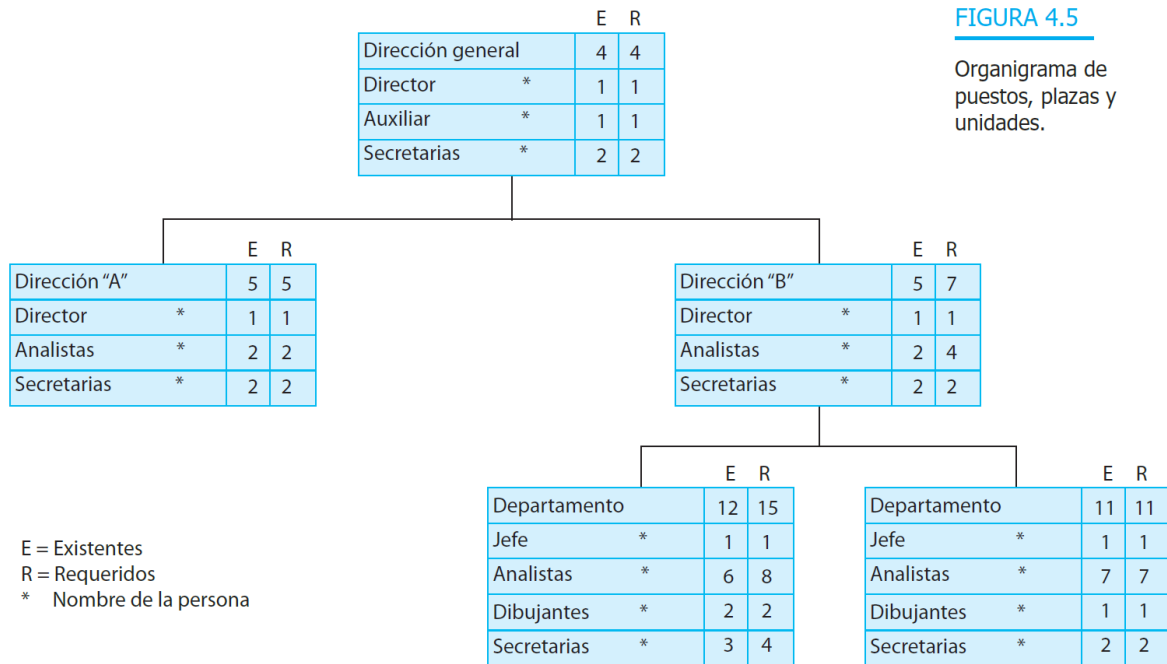 FIGURA 4.5
Organigrama de
puestos, plazas y
unidades.
E R
Dirección general 4 4
Director * 1 1
Auxiliar * 1 1
Secretarias * 2 2
E R
Dirección “A” 5 5
Director * 1 1
Analistas * 2 2
Secretarias * 2 2
E R
Dirección “B” 5 7
Director * 1 1
Analistas * 2 4
Secretarias * 2 2
E R
Departamento 12 15
Jefe * 1 1
Analistas * 6 8
Dibujantes * 2 2
Secretarias * 3 4
E R
Departamento 11 11
Jefe * 1 1
Analistas * 7 7
Dibujantes * 1 1
Secretarias * 2 2
E = Existentes
R = Requeridos
* Nombre de la persona